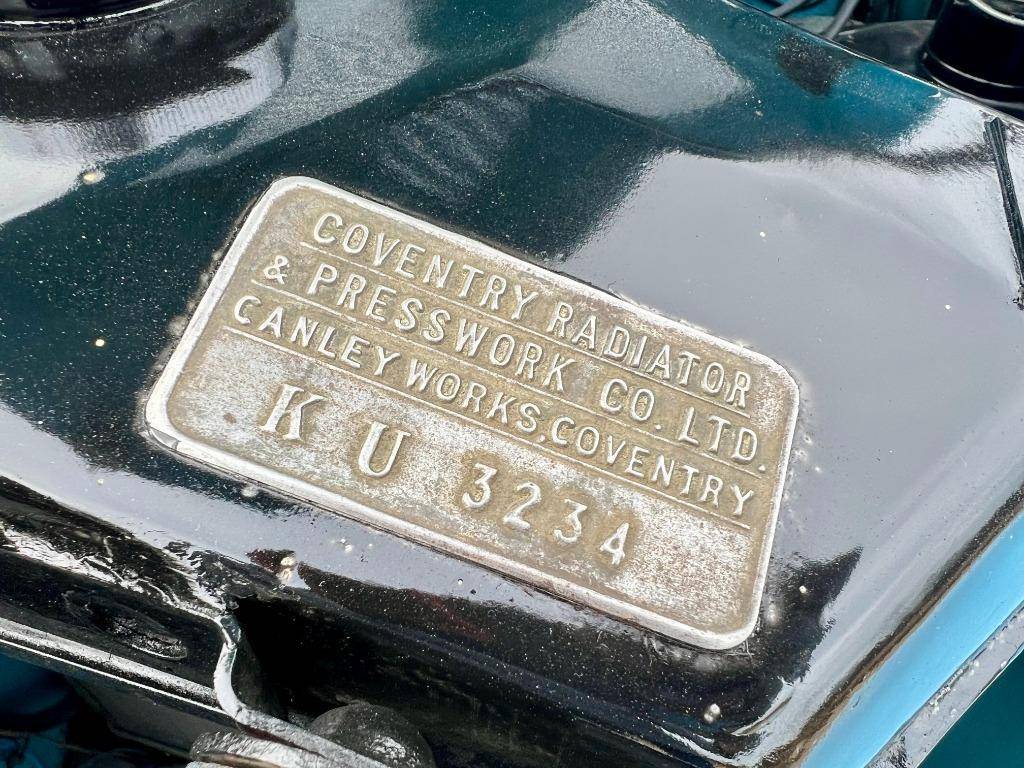 COVENTRY RADIATOR
& PRESSWORK CO. LTD.
CANLEY WORKS, COVENTRY
K U 3234